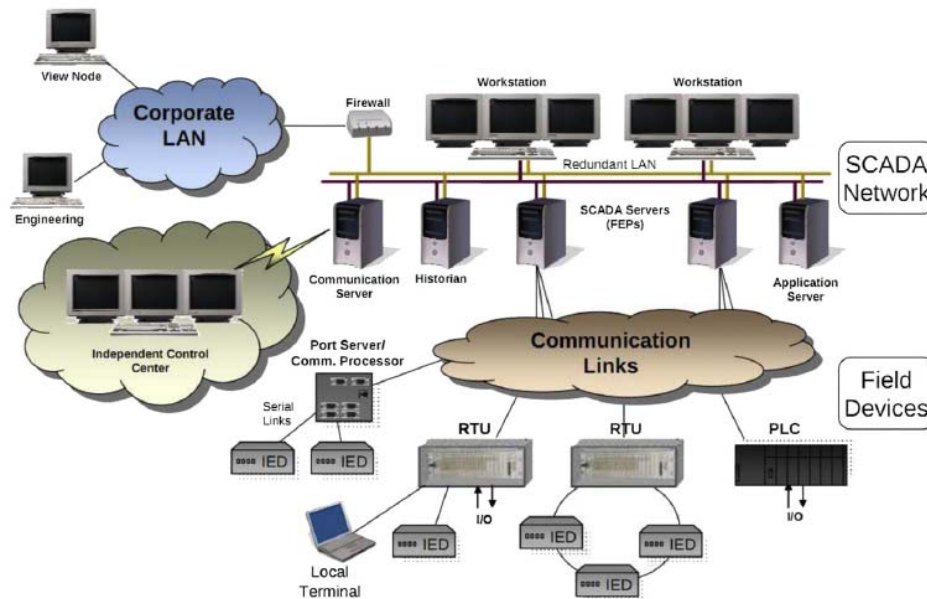 View Node
Corporate
LAN
Engineering
Firewall
Workstation
Workstation
Redundant LAN
SCADA
Network
SCADA Servers
(FEPs)
Communication
Server
Historian
Application
Server
Independent Control
Center
Port Server/
Comm. Processor
Communication
Links
Field
Devices
Serial
Links
IED
IED
RTU
RTU
PLC
I/O
I/O
IED
IED
IED
IED
Local
Terminal